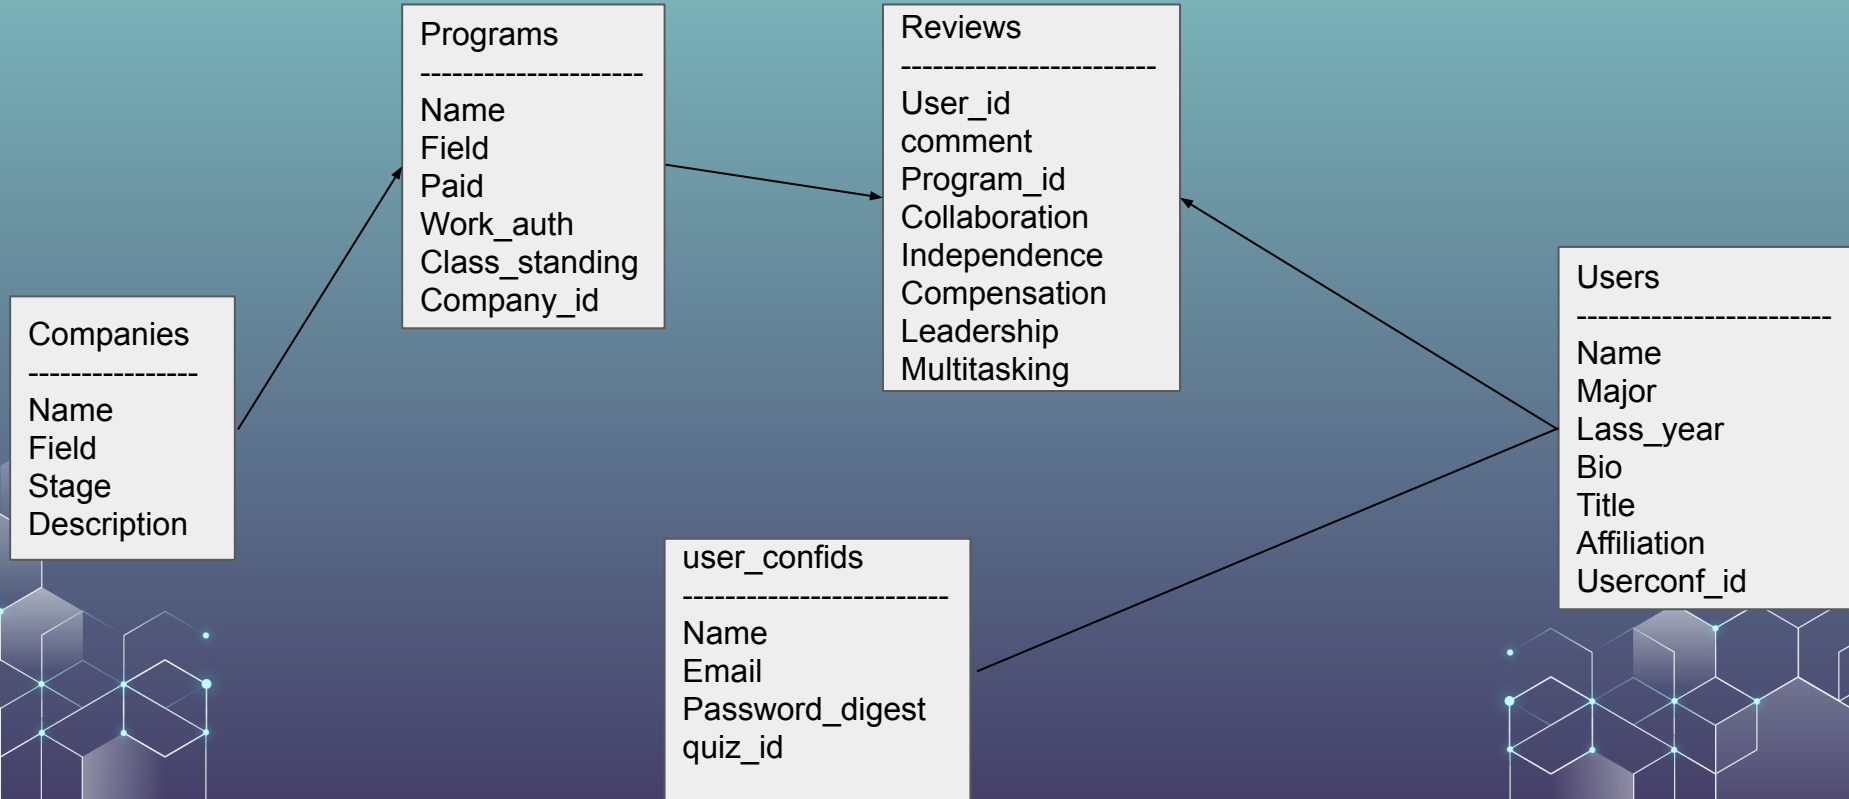 Programs
---------------------
Name
Field
Paid
Work_auth
Class_standing
Company_id
Reviews
------------------------
User_id
comment
Program_id
Collaboration
Independence
Compensation
Leadership
Multitasking
Companies
----------------
Name
Field
Stage
Description
user_confids
-------------------------
Name
Email
Password_digest
quiz_id
Users
------------------------
Name
Major
Lass_year
Bio
Title
Affiliation
Userconf_id